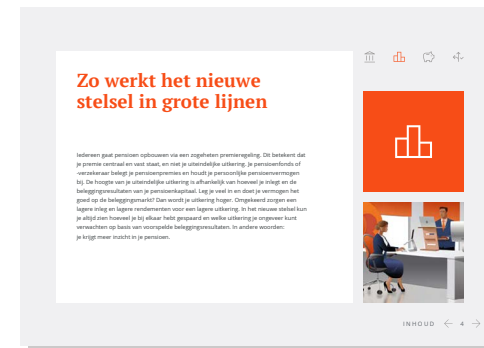 Zo werkt het nieuwe
stelsel in grote lijnen
Iedereen gaat pensioen opbouwen via een zogeheten premieregeling. Dit betekent dat
je premie centraal en vast staat, en niet je uiteindelijke uitkering. Je pensioenfonds of
-verzekeraar belegt je pensioenpremies en houdt je persoonlijke pensioenvermogen
bij. De hoogte van je uiteindelijke uitkering is afhankelijk van hoeveel je inlegt en de
beleggingsresultaten van je pensioenkapitaal. Leg je veel in en doet je vermogen het
goed op de beleggingsmarkt? Dan wordt je uitkering hoger. Omgekeerd zorgen een
lagere inleg en lagere rendementen voor een lagere uitkering. In het nieuwe stelsel kun
je altijd zien hoeveel je bij elkaar hebt gespaard en welke uitkering je ongeveer kunt
verwachten op basis van voorspelde beleggingsresultaten. In andere woorden:
je krijgt meer inzicht in je pensioen.
INHOUD ← 4 →